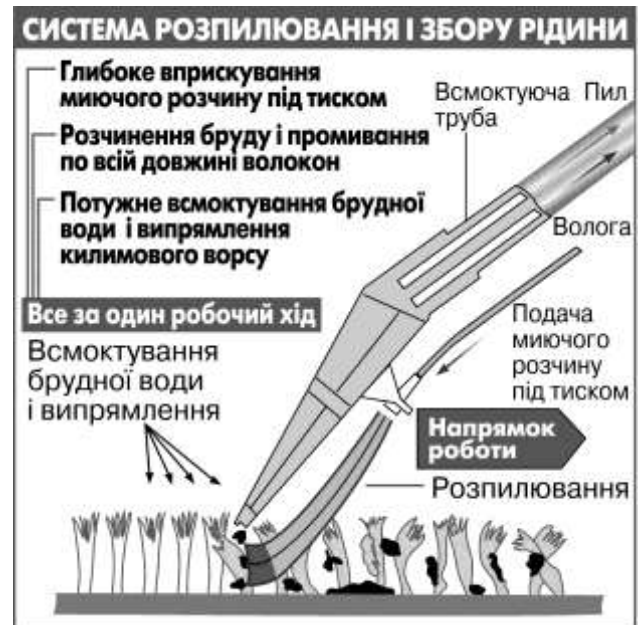 СИСТЕМА РОЗПИЛЮВАННЯ І ЗБОРУ РІДИНИ
Глибоке вприскування
миючого розчину під тиском
Розчинення бруду і промивання
по всій довжині волокон
Потужне всмоктування брудної
води і випрямлення
килимового ворсу
Все за один робочий хід
Всмоктування
брудної води
і випрямлення
Всмоктуюча
труба
Пил
Волога
Подача
миючого
розчину
під тиском
Напрямок
роботи
Розпилювання